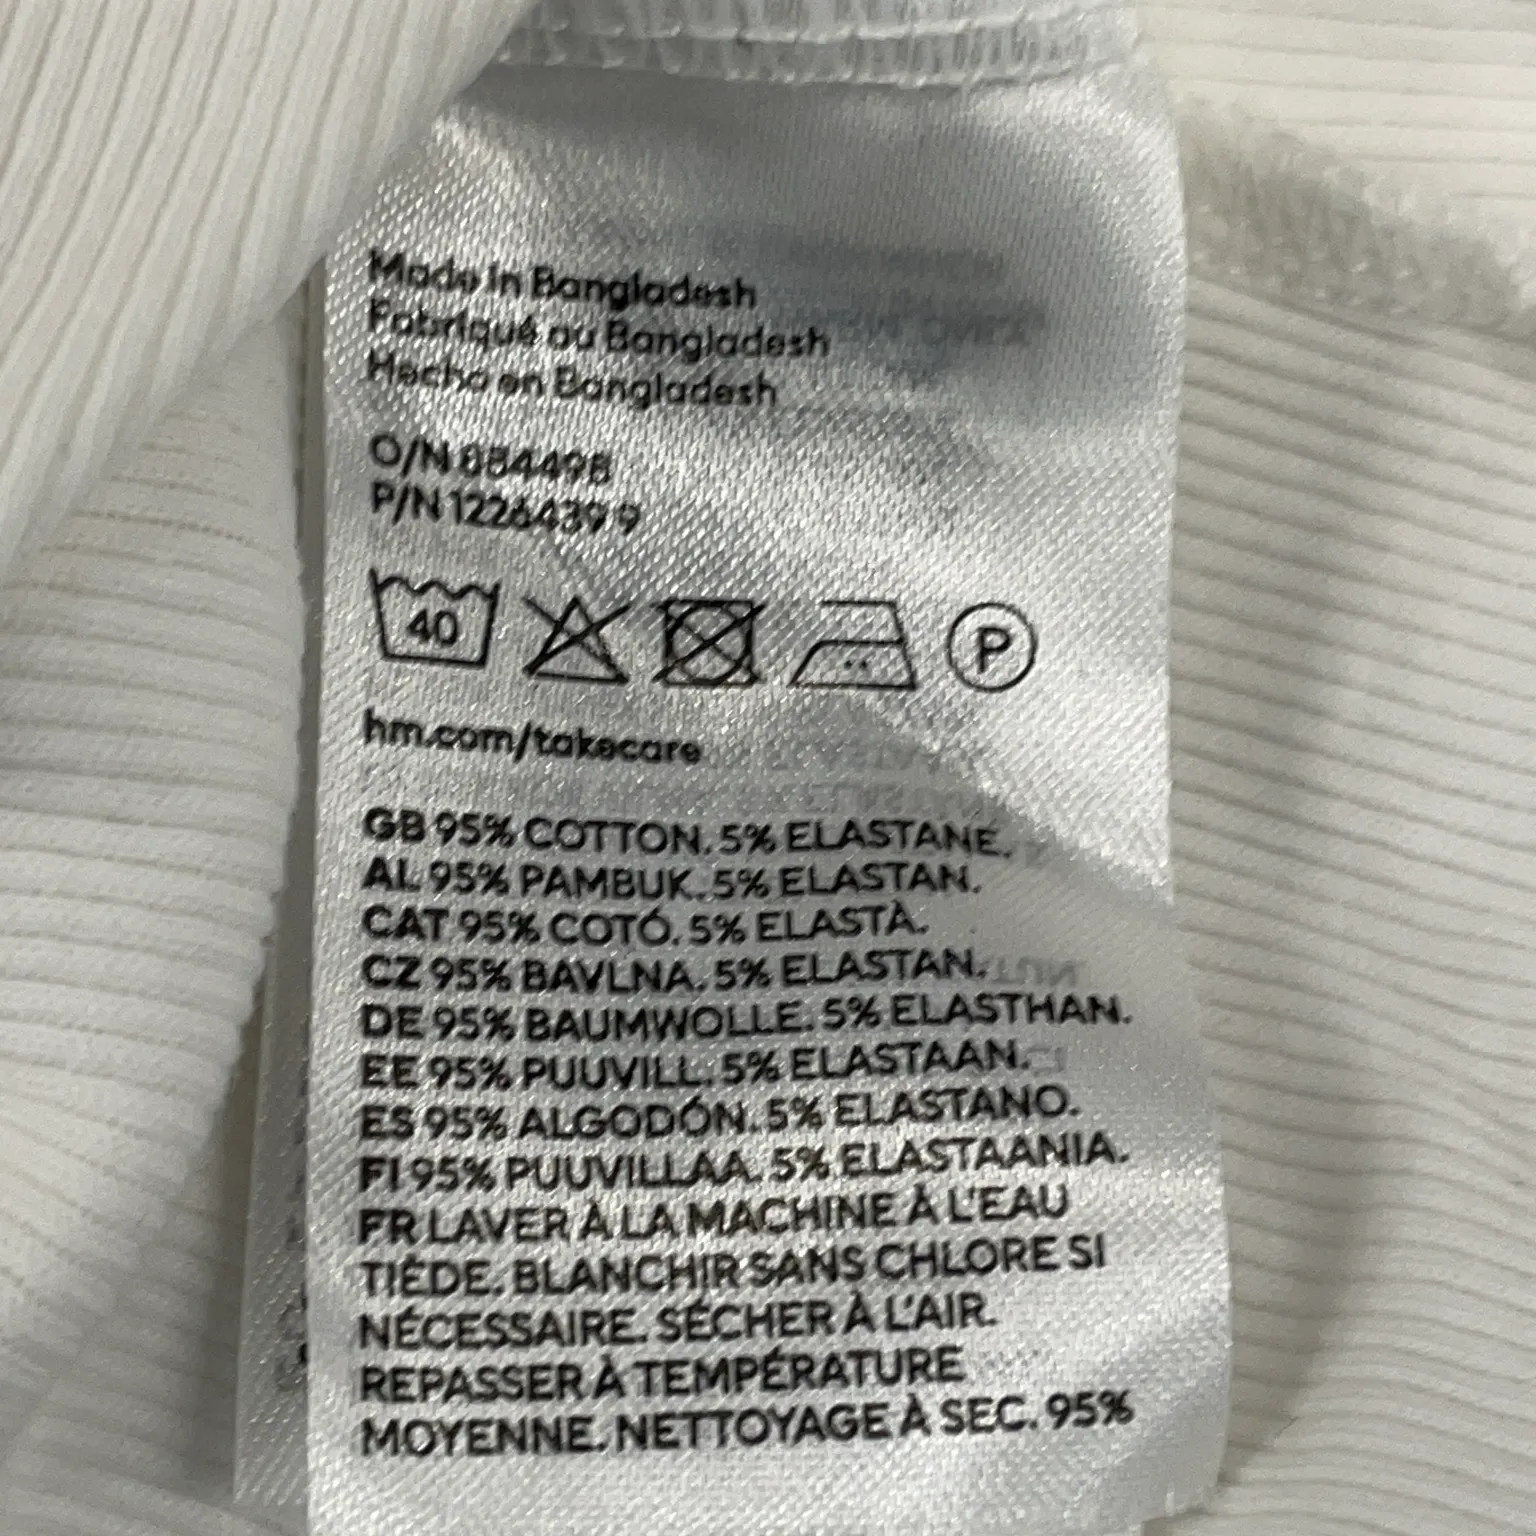 Made in Bangladesh
Fabriqué au Bangladesh
Hecho en Bangladesh
O/N 884498
P/N 1226439 9
40
P
hm.com/takecare
GB 95% COTTON. 5% ELASTANE.
AL 95% PAMBUK. 5% ELASTAN.
CAT 95% COTÓ. 5% ELASTÀ.
CZ 95% BAVLNA. 5% ELASTAN.
DE 95% BAUMWOLLE. 5% ELASTHAN.
EE 95% PUUVILL. 5% ELASTAAN.
ES 95% ALGODÓN. 5% ELASTANO.
FI 95% PUUVILLAA. 5% ELASTAANIA.
FR LAVER À LA MACHINE À L'EAU
TIÈDE. BLANCHIR SANS CHLORE SI
NÉCESSAIRE. SÉCHER À L'AIR.
REPASSER À TEMPÉRATURE
MOYENNE. NETTOYAGE À SEC. 95%